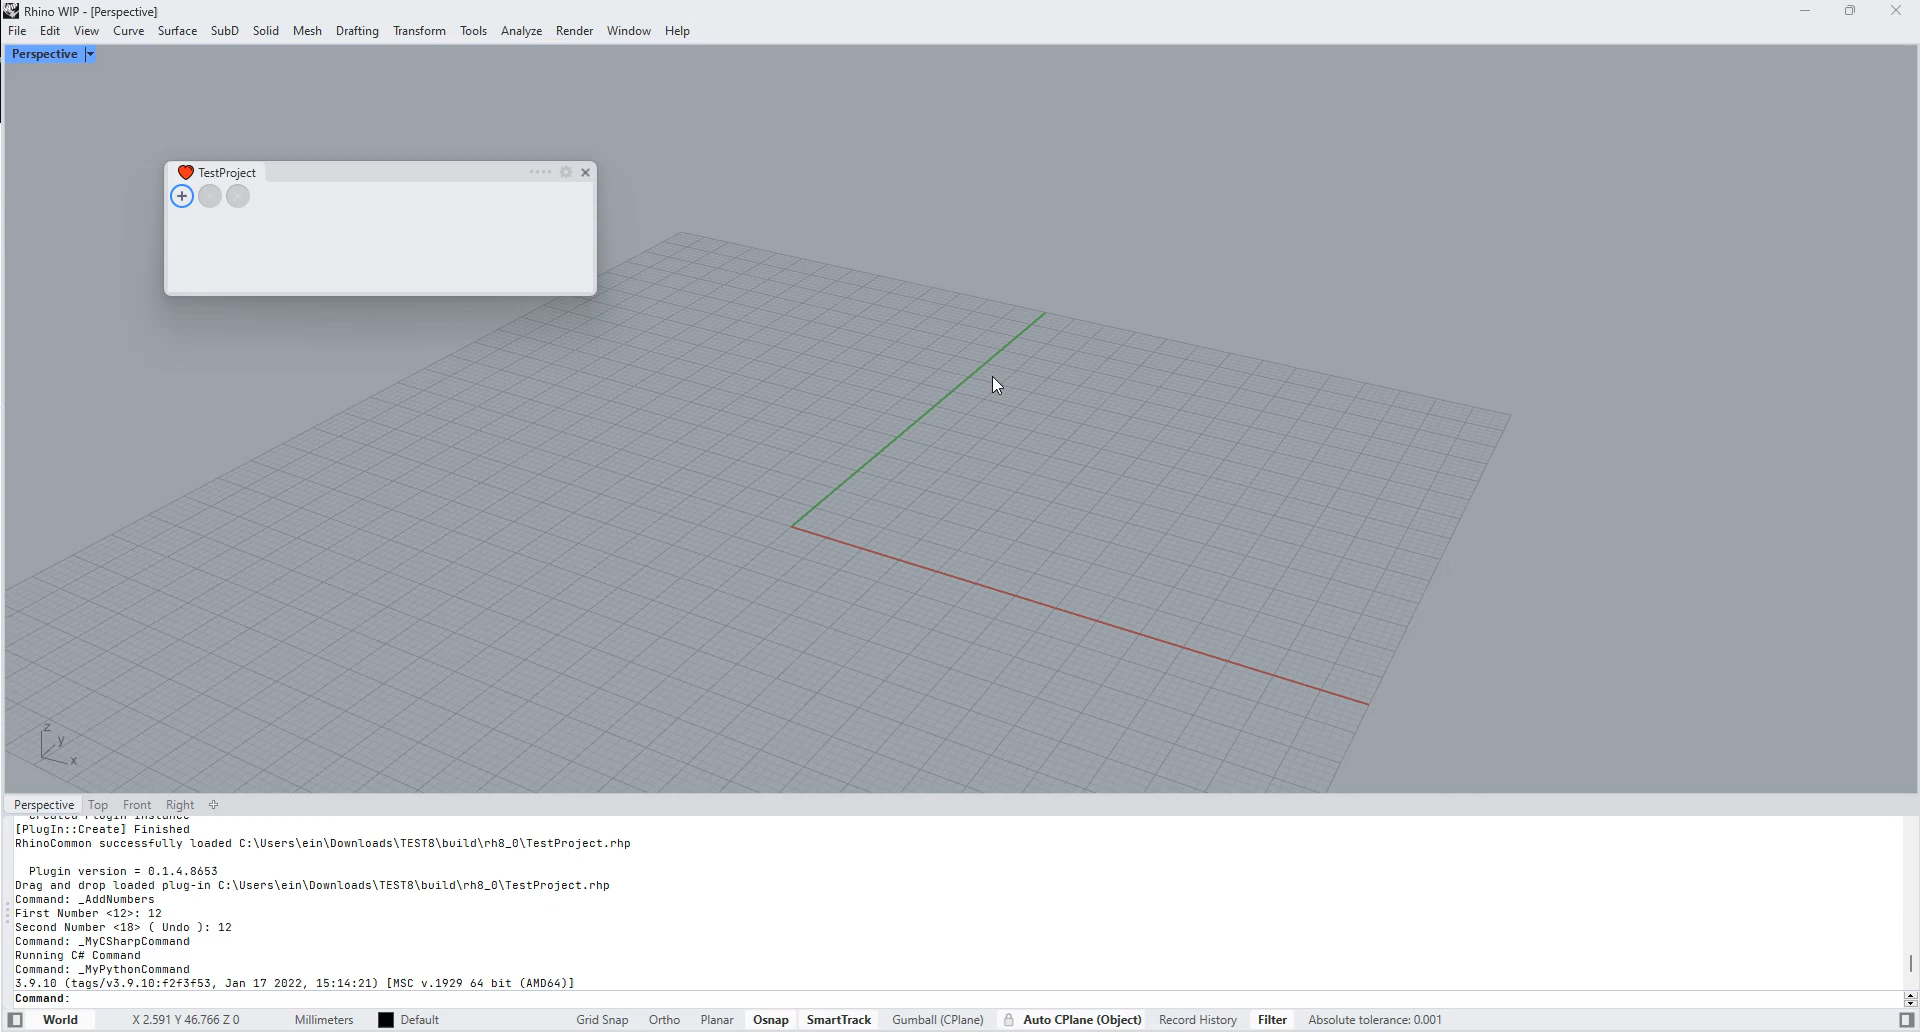 Rhino WIP - [Perspective]
File Edit View Curve Surface SubD Solid Mesh Drafting Transform Tools Analyze Render Window Help
Perspective
TestProject
z
y
x
Perspective Top Front Right
Created PlugIn Instance
[PlugIn::Create] Finished
RhinoCommon successfully loaded C:\Users\ein\Downloads\TEST8\build\rh8_0\TestProject.rhp
Plugin version = 0.1.4.8653
Drag and drop loaded plug-in C:\Users\ein\Downloads\TEST8\build\rh8_0\TestProject.rhp
Command: _AddNumbers
First Number <12>: 12
Second Number <18> ( Undo ): 12
Command: _MyCSharpCommand
Running C# Command
Command: _MyPythonCommand
3.9.10 (tags/v3.9.10:f2f3f53, Jan 17 2022, 15:14:21) [MSC v.1929 64 bit (AMD64)]
Command:
World X 2.591 Y 46.766 Z 0 Millimeters Default Grid Snap Ortho Planar Osnap SmartTrack Gumball (CPlane) Auto CPlane (Object) Record History Filter Absolute tolerance: 0.001